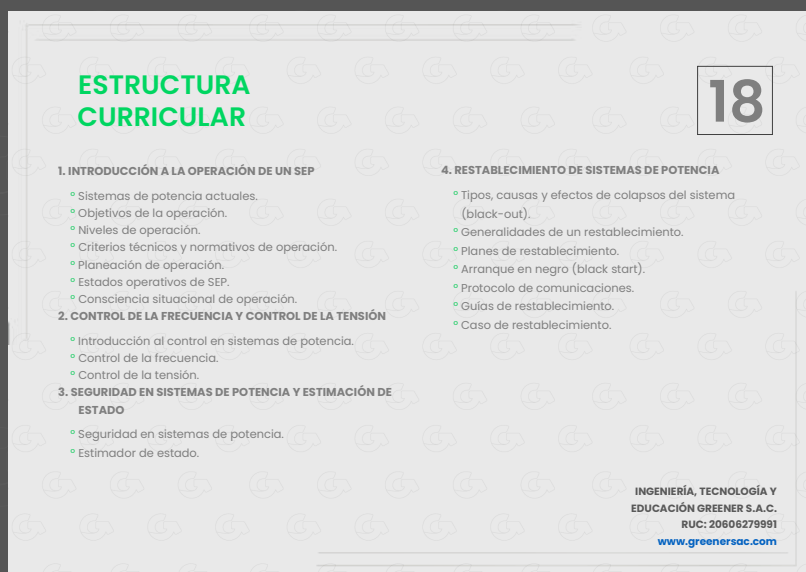 ESTRUCTURA
CURRICULAR
18
1. INTRODUCCIÓN A LA OPERACIÓN DE UN SEP
° Sistemas de potencia actuales.
° Objetivos de la operación.
° Niveles de operación.
° Criterios técnicos y normativos de operación.
° Planeación de operación.
° Estados operativos de SEP.
° Consciencia situacional de operación.
2. CONTROL DE LA FRECUENCIA Y CONTROL DE LA TENSIÓN
° Introducción al control en sistemas de potencia.
° Control de la frecuencia.
° Control de la tensión.
3. SEGURIDAD EN SISTEMAS DE POTENCIA Y ESTIMACIÓN DE
ESTADO
° Seguridad en sistemas de potencia.
° Estimador de estado.
4. RESTABLECIMIENTO DE SISTEMAS DE POTENCIA
° Tipos, causas y efectos de colapsos del sistema
(black-out).
° Generalidades de un restablecimiento.
° Planes de restablecimiento.
° Arranque en negro (black start).
° Protocolo de comunicaciones.
° Guías de restablecimiento.
° Caso de restablecimiento.
INGENIERÍA, TECNOLOGÍA Y
EDUCACIÓN GREENER S.A.C.
RUC: 20606279991
www.greenersac.com